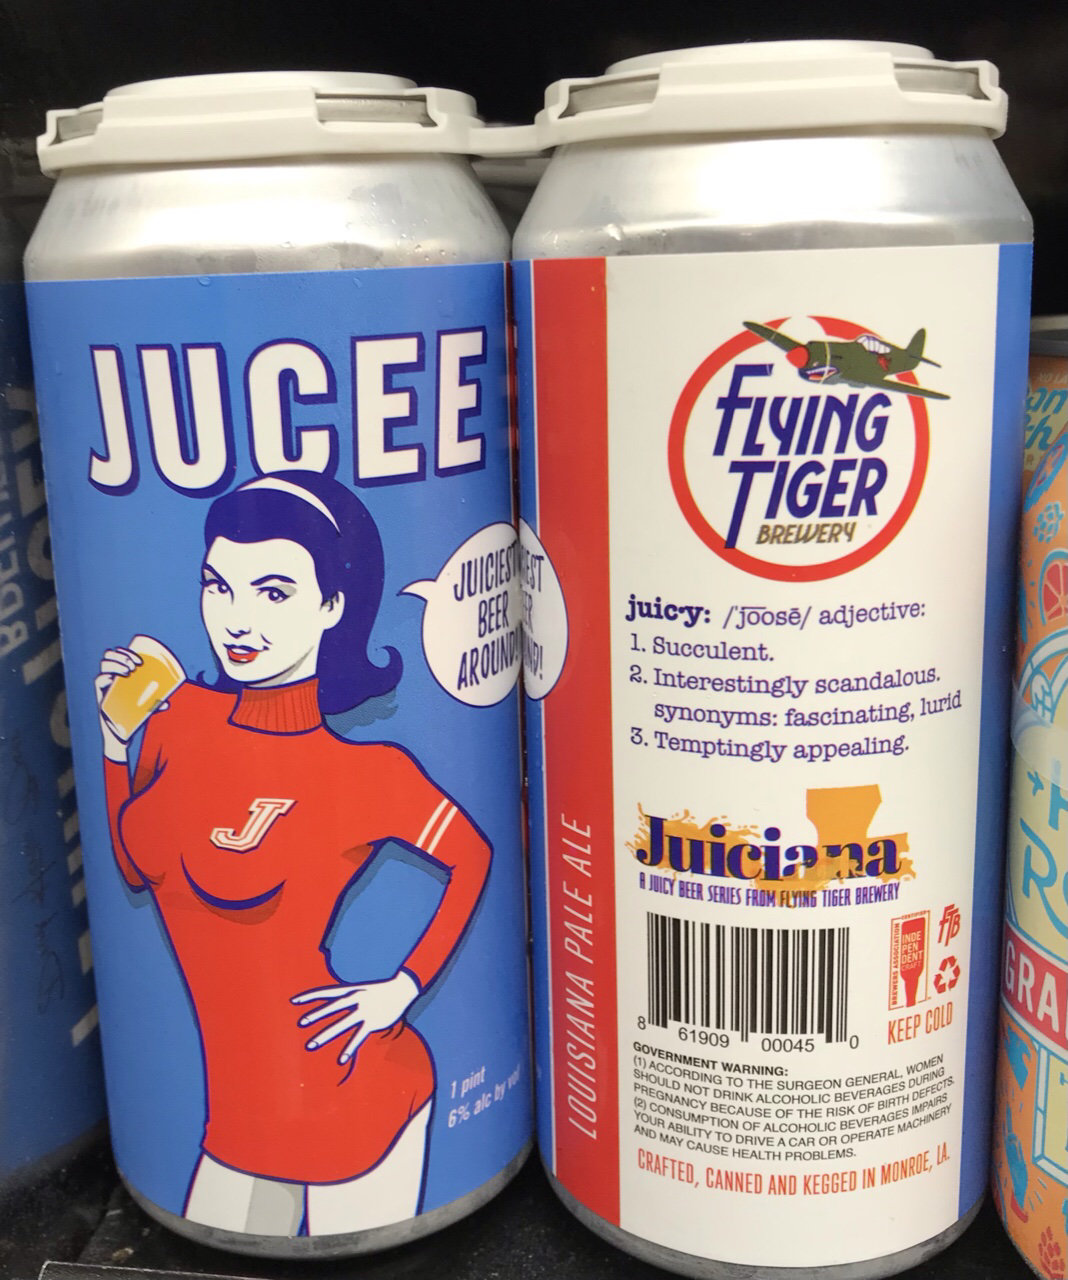 JUCEE
JUICIEST
BEER
AROUND!
J
1 pint
6% alc by vol
LOUISIANA PALE ALE
FLYING
TIGER
BREWERY
juic•y: /ˈjo͞osē/ adjective:
1. Succulent.
2. Interestingly scandalous.
synonyms: fascinating, lurid
3. Temptingly appealing.
Juiciana
A JUICY BEER SERIES FROM FLYING TIGER BREWERY
8 61909 00045 0
BREWERS ASSOCIATION
CERTIFIED
INDE
PEN
DENT
CRAFT
FTB
KEEP COLD
GOVERNMENT WARNING:
(1) ACCORDING TO THE SURGEON GENERAL, WOMEN
SHOULD NOT DRINK ALCOHOLIC BEVERAGES DURING
PREGNANCY BECAUSE OF THE RISK OF BIRTH DEFECTS.
(2) CONSUMPTION OF ALCOHOLIC BEVERAGES IMPAIRS
YOUR ABILITY TO DRIVE A CAR OR OPERATE MACHINERY
AND MAY CAUSE HEALTH PROBLEMS.
CRAFTED, CANNED AND KEGGED IN MONROE, LA.
GRA